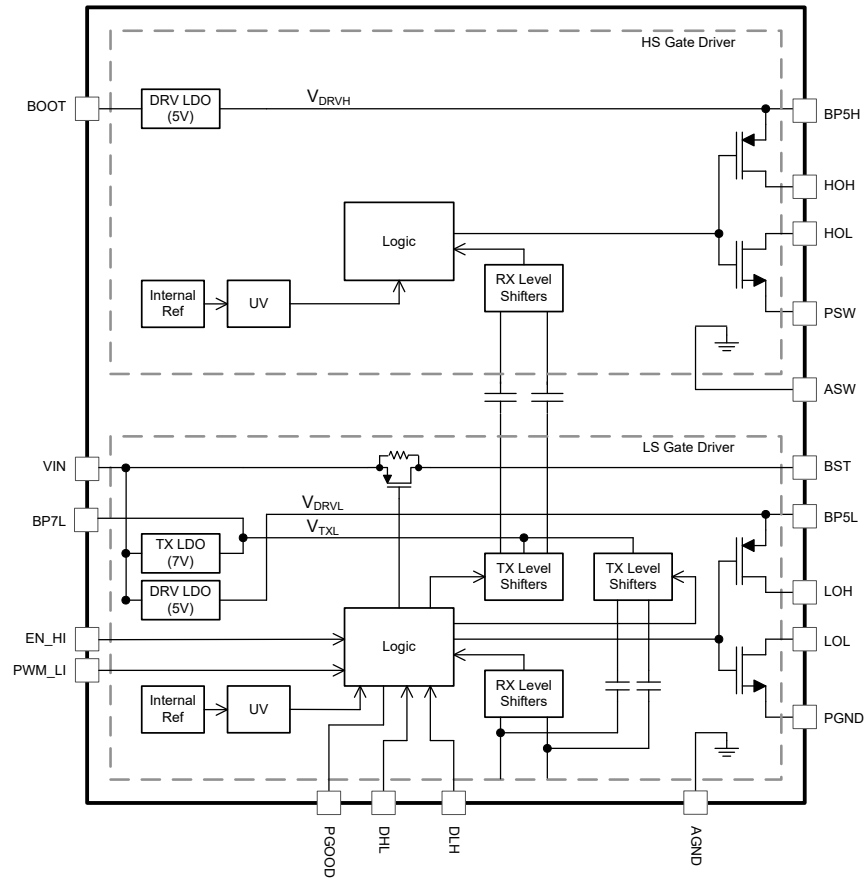 HS Gate Driver
BOOT
DRV LDO
(5V)
VDRVH
BP5H
HOH
Logic
HOL
RX Level
Shifters
Internal
Ref
UV
PSW
ASW
LS Gate Driver
VIN
BST
VDRVL
BP5L
BP7L
VTXL
TX LDO
(7V)
TX Level
Shifters
TX Level
Shifters
DRV LDO
(5V)
LOH
EN_HI
Logic
LOL
PWM_LI
RX Level
Shifters
Internal
Ref
UV
PGND
PGOOD
DHL
DLH
AGND